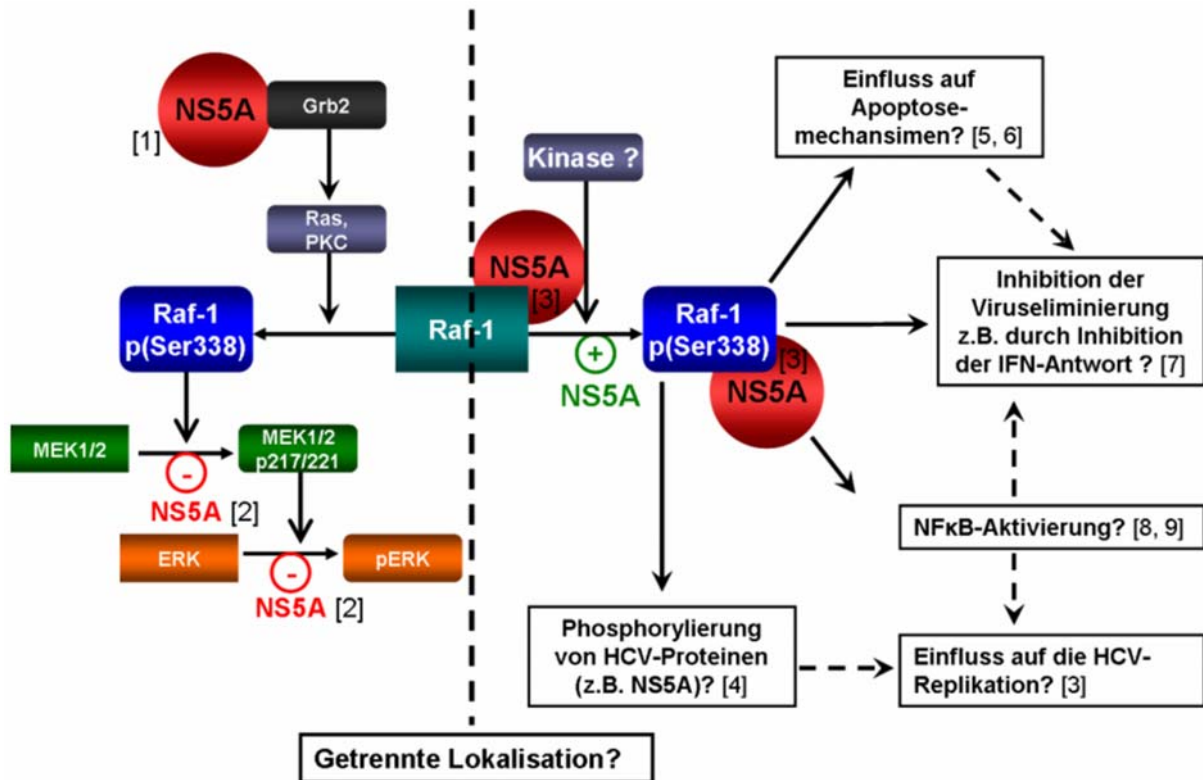 NS5A
Grb2
[1]
Ras,
PKC
Raf-1
p(Ser338)
MEK1/2
MEK1/2
p217/221
-
NS5A [2]
ERK
pERK
-
NS5A [2]
Raf-1
Kinase ?
NS5A
[3]
+
NS5A
Raf-1
p(Ser338)
[3]
NS5A
Einfluss auf
Apoptose-
mechansimen? [5, 6]
Inhibition der
Viruseliminierung
z.B. durch Inhibition
der IFN-Antwort ? [7]
NFκB-Aktivierung? [8, 9]
Phosphorylierung
von HCV-Proteinen
(z.B. NS5A)? [4]
Einfluss auf die HCV-
Replikation? [3]
Getrennte Lokalisation?